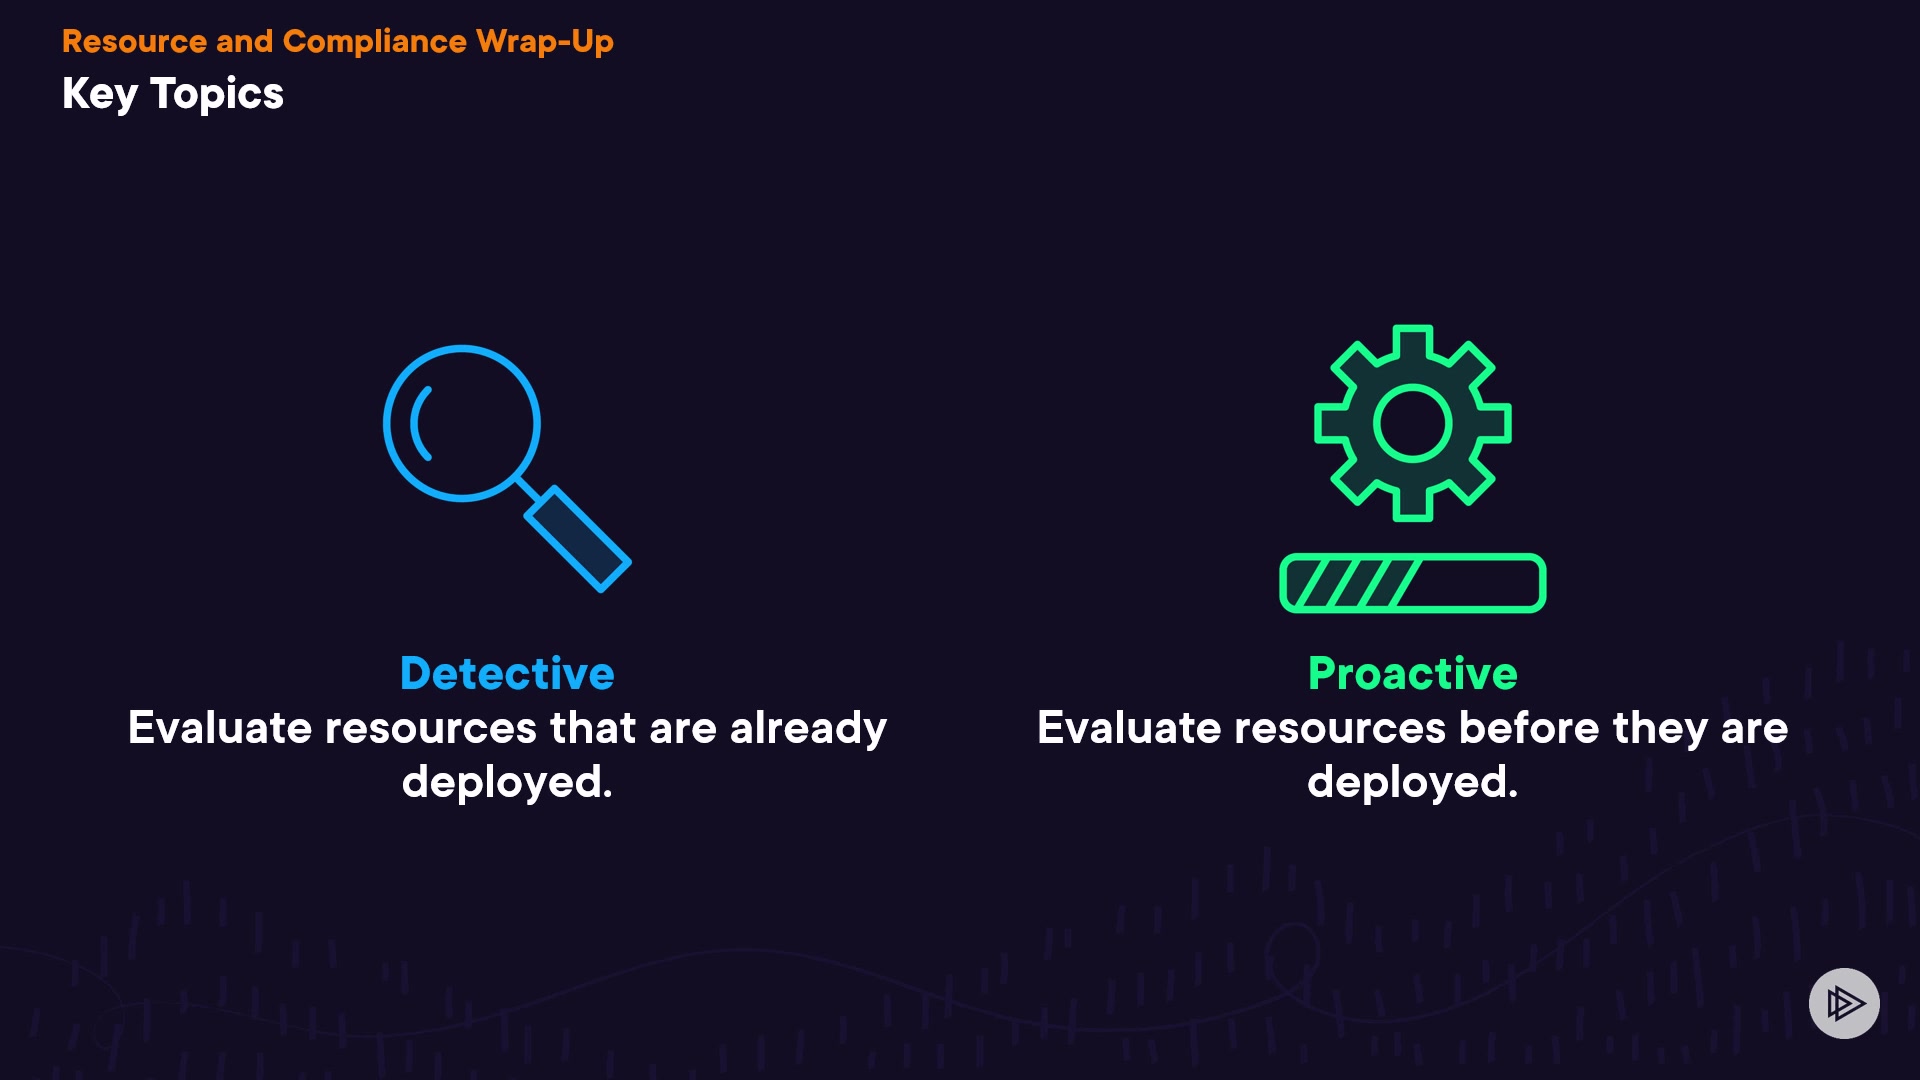 Resource and Compliance Wrap-Up
Key Topics
Detective
Evaluate resources that are already
deployed.
Proactive
Evaluate resources before they are
deployed.